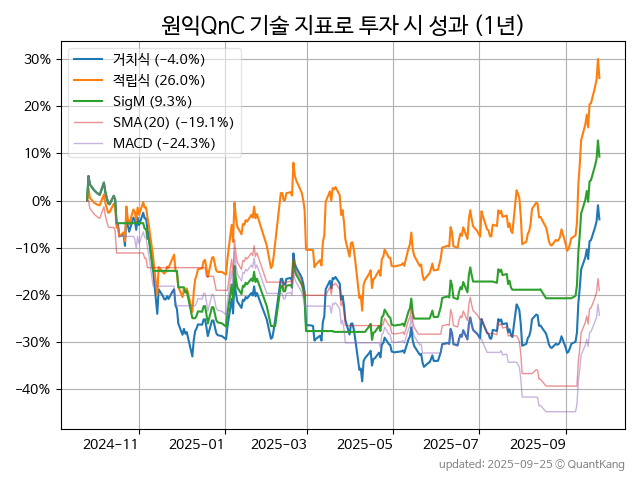 원익QnC 기술 지표로 투자 시 성과 (1년)
거치식 (−4.0%)
적립식 (26.0%)
SigM (9.3%)
SMA(20) (−19.1%)
MACD (−24.3%)
30%
20%
10%
0%
−10%
−20%
−30%
−40%
2024-11 2025-01 2025-03 2025-05 2025-07 2025-09
updated: 2025-09-25 © QuantKang